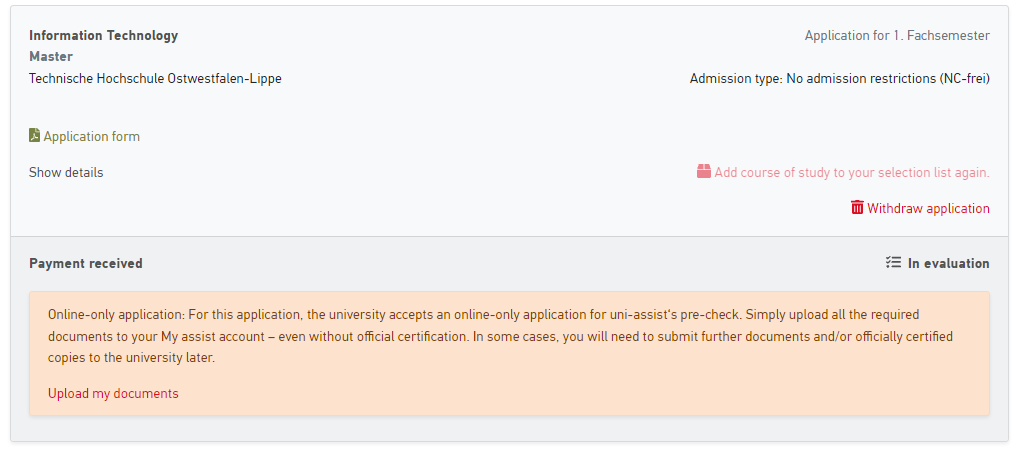 Information Technology
Application for 1. Fachsemester
Master
Technische Hochschule Ostwestfalen-Lippe
Admission type: No admission restrictions (NC-frei)
Application form
Show details
Add course of study to your selection list again.
Withdraw application
Payment received
In evaluation
Online-only application: For this application, the university accepts an online-only application for uni-assist's pre-check. Simply upload all the required
documents to your My assist account – even without official certification. In some cases, you will need to submit further documents and/or officially certified
copies to the university later.
Upload my documents